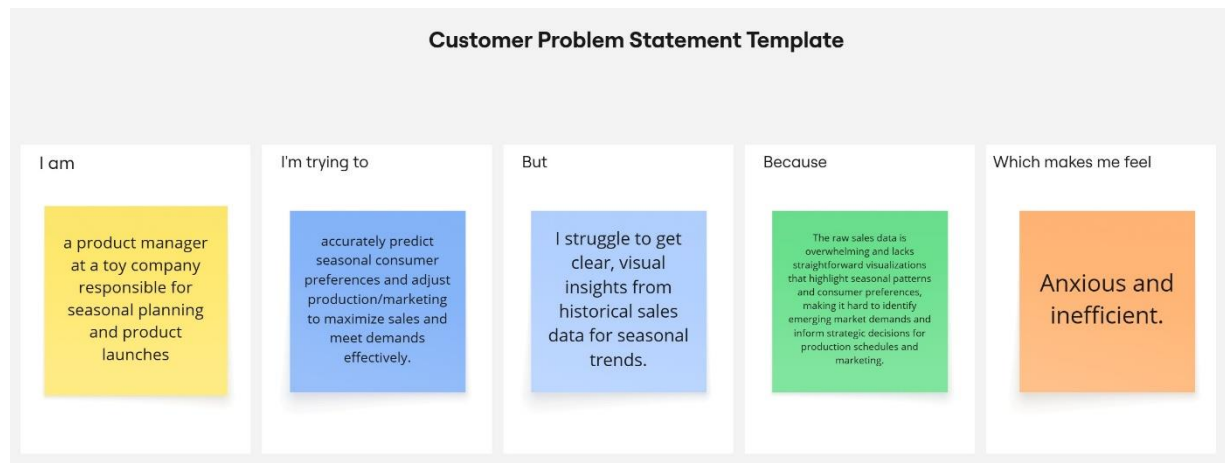 Customer Problem Statement Template
I am
a product manager
at a toy company
responsible for
seasonal planning
and product
launches
I'm trying to
accurately predict
seasonal consumer
preferences and adjust
production/marketing
to maximize sales and
meet demands
effectively.
But
I struggle to get
clear, visual
insights from
historical sales
data for seasonal
trends.
Because
The raw sales data is
overwhelming and lacks
straightforward visualizations
that highlight seasonal patterns
and consumer preferences,
making it hard to identify
emerging market demands and
inform strategic decisions for
production schedules and
marketing.
Which makes me feel
Anxious and
inefficient.